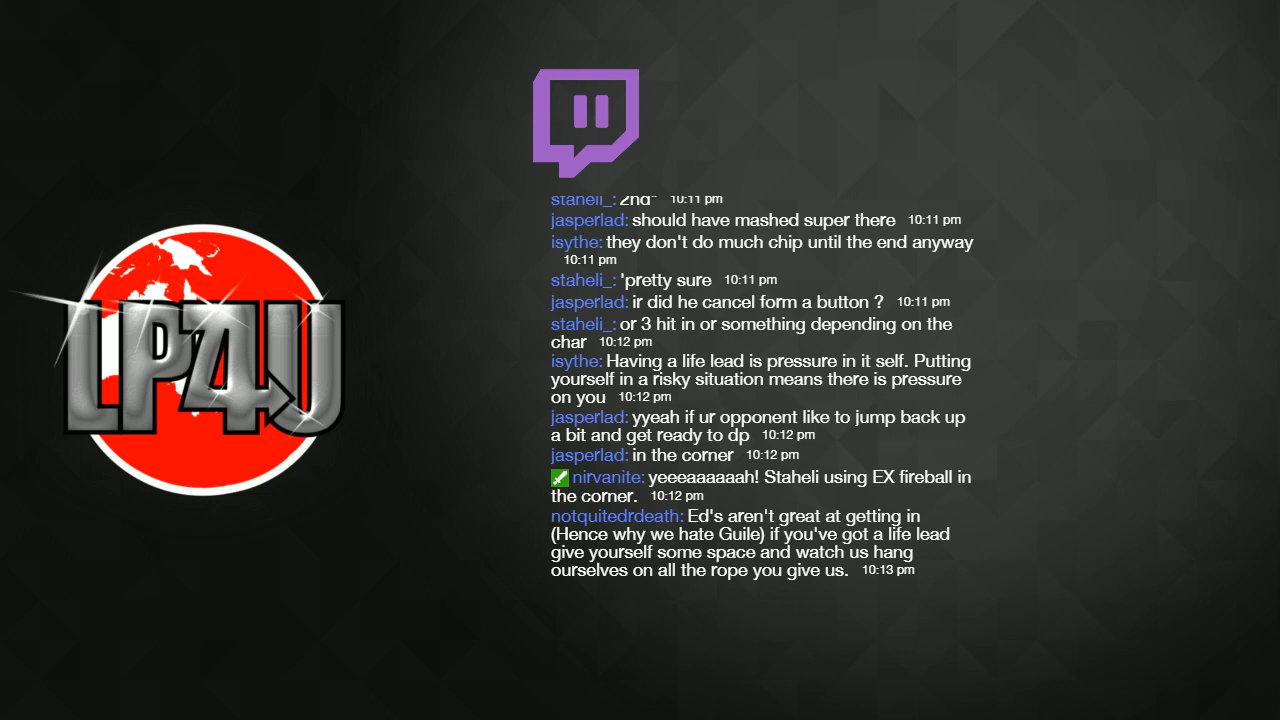 LP4U
staheli_: 2nd" 10:11 pm
jasperlad: should have mashed super there 10:11 pm
isythe: they don't do much chip until the end anyway
10:11 pm
staheli_: 'pretty sure 10:11 pm
jasperlad: ir did he cancel form a button ? 10:11 pm
staheli_: or 3 hit in or something depending on the
char 10:12 pm
isythe: Having a life lead is pressure in it self. Putting
yourself in a risky situation means there is pressure
on you 10:12 pm
jasperlad: yyeah if ur opponent like to jump back up
a bit and get ready to dp 10:12 pm
jasperlad: in the corner 10:12 pm
nirvanite: yeeeaaaaaah! Staheli using EX fireball in
the corner. 10:12 pm
notquitedrdeath: Ed's aren't great at getting in
(Hence why we hate Guile) if you've got a life lead
give yourself some space and watch us hang
ourselves on all the rope you give us. 10:13 pm